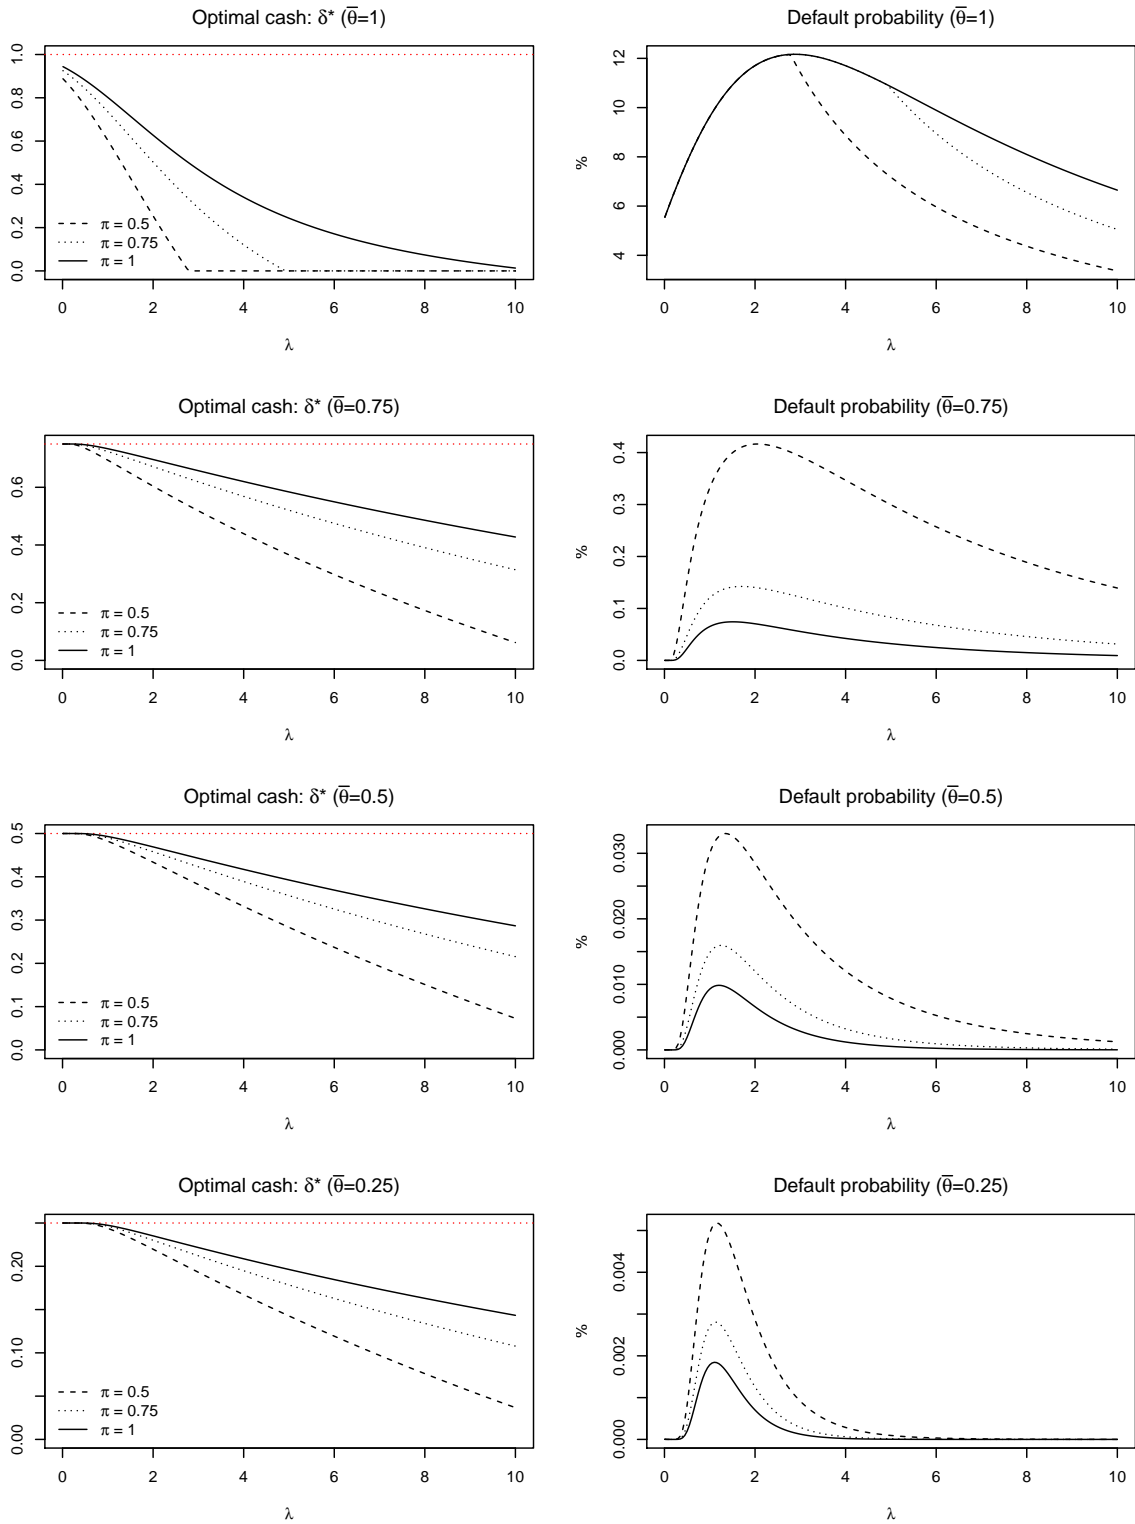 Optimal cash: δ* (θ̅=1)
1.0
0.8
0.6
0.4
0.2
0.0
π = 0.5
π = 0.75
π = 1
0 2 4 6 8 10
λ
Default probability (θ̅=1)
%
12
10
8
6
4
0 2 4 6 8 10
λ
Optimal cash: δ* (θ̅=0.75)
0.6
0.4
0.2
0.0
π = 0.5
π = 0.75
π = 1
0 2 4 6 8 10
λ
Default probability (θ̅=0.75)
%
0.4
0.3
0.2
0.1
0.0
0 2 4 6 8 10
λ
Optimal cash: δ* (θ̅=0.5)
0.5
0.4
0.3
0.2
0.1
0.0
π = 0.5
π = 0.75
π = 1
0 2 4 6 8 10
λ
Default probability (θ̅=0.5)
%
0.030
0.020
0.010
0.000
0 2 4 6 8 10
λ
Optimal cash: δ* (θ̅=0.25)
0.20
0.10
0.00
π = 0.5
π = 0.75
π = 1
0 2 4 6 8 10
λ
Default probability (θ̅=0.25)
%
0.004
0.002
0.000
0 2 4 6 8 10
λ